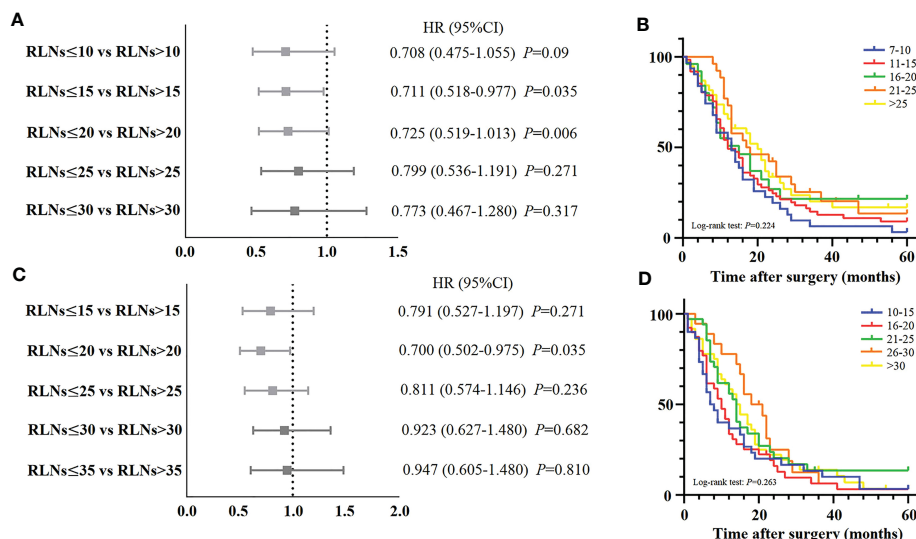 A
HR (95%CI)
RLNs≤10 vs RLNs>10 0.708 (0.475-1.055) P=0.09
RLNs≤15 vs RLNs>15 0.711 (0.518-0.977) P=0.035
RLNs≤20 vs RLNs>20 0.725 (0.519-1.013) P=0.006
RLNs≤25 vs RLNs>25 0.799 (0.536-1.191) P=0.271
RLNs≤30 vs RLNs>30 0.773 (0.467-1.280) P=0.317
0.0 0.5 1.0 1.5
B
7-10
11-15
16-20
21-25
>25
100
50
0
Log-rank test: P=0.224
0 20 40 60
Time after surgery (months)
C
HR (95%CI)
RLNs≤15 vs RLNs>15 0.791 (0.527-1.197) P=0.271
RLNs≤20 vs RLNs>20 0.700 (0.502-0.975) P=0.035
RLNs≤25 vs RLNs>25 0.811 (0.574-1.146) P=0.236
RLNs≤30 vs RLNs>30 0.923 (0.627-1.480) P=0.682
RLNs≤35 vs RLNs>35 0.947 (0.605-1.480) P=0.810
0.0 0.5 1.0 1.5 2.0
D
10-15
16-20
21-25
26-30
>30
100
50
0
Log-rank test: P=0.263
0 20 40 60
Time after surgery (months)